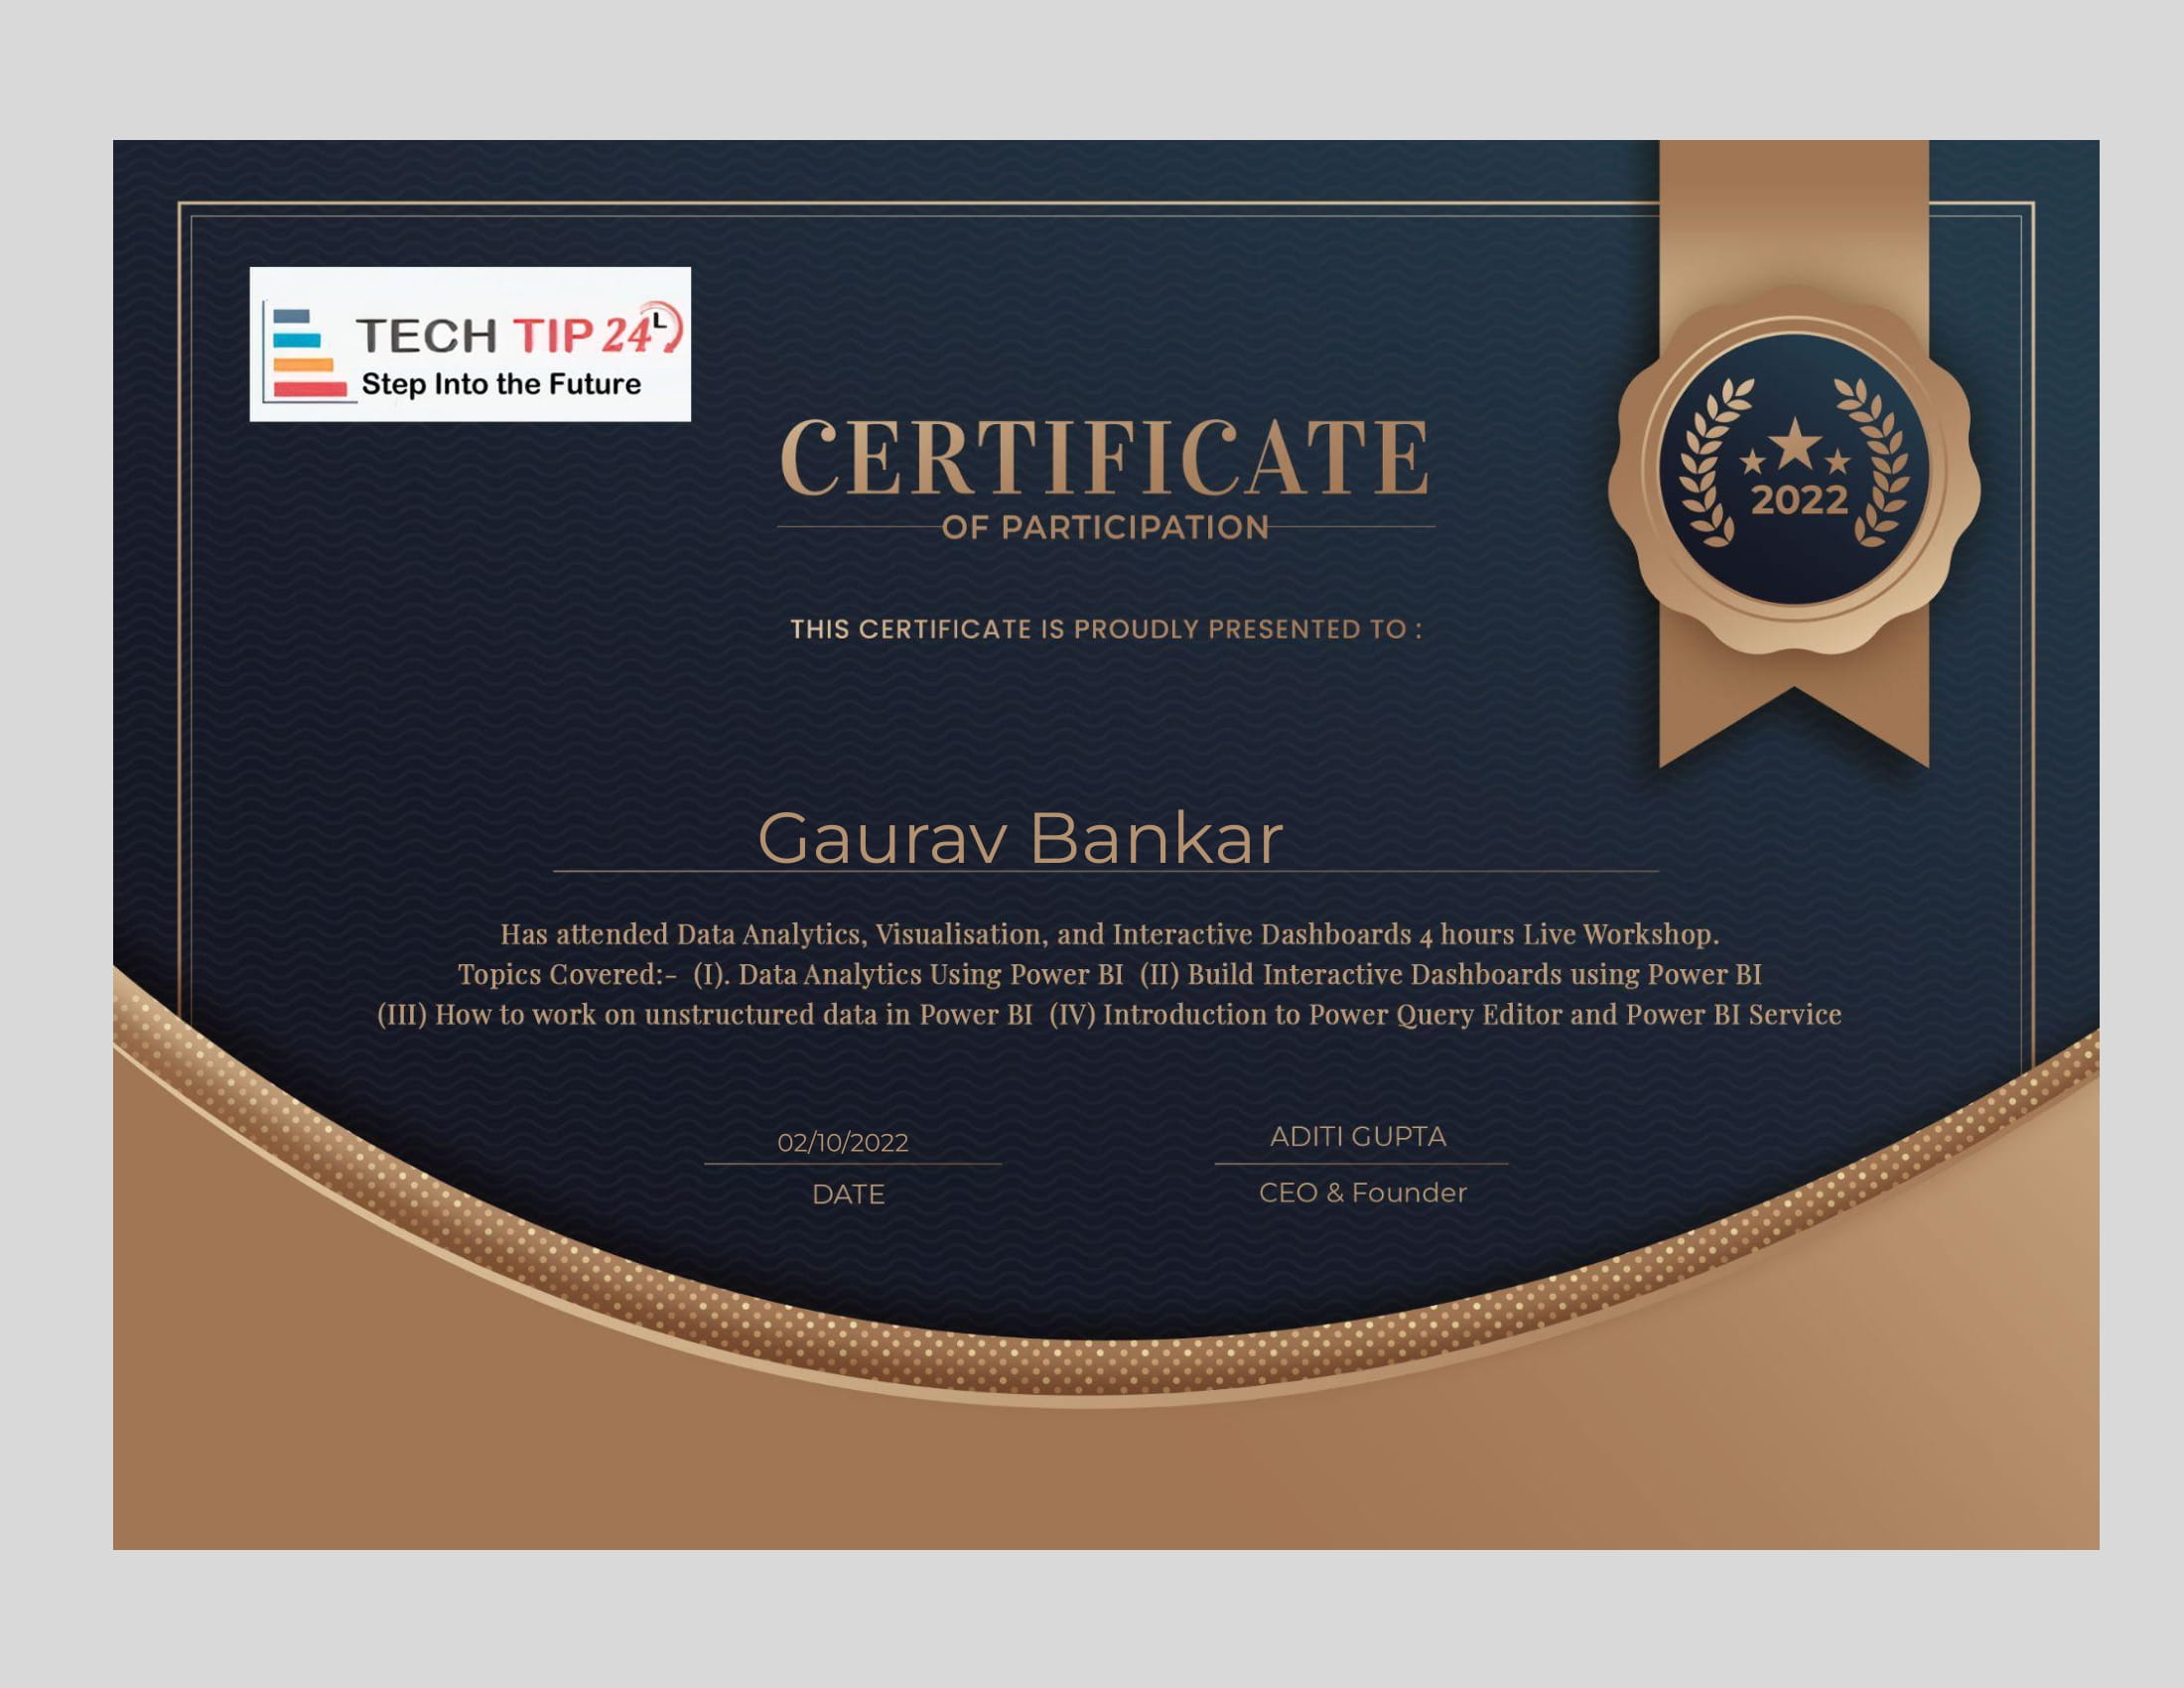 TECH TIP 24
Step Into the Future
CERTIFICATE
OF PARTICIPATION
2022
THIS CERTIFICATE IS PROUDLY PRESENTED TO :
Gaurav Bankar
Has attended Data Analytics, Visualisation, and Interactive Dashboards 4 hours Live Workshop.
Topics Covered:- (I). Data Analytics Using Power BI (II) Build Interactive Dashboards using Power BI
(III) How to work on unstructured data in Power BI (IV) Introduction to Power Query Editor and Power BI Service
02/10/2022
DATE
ADITI GUPTA
CEO & Founder